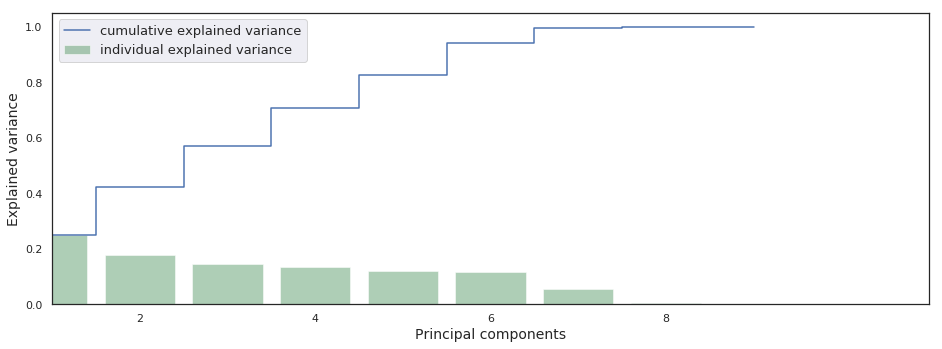 cumulative explained variance
individual explained variance
1.0
0.8
0.6
0.4
0.2
0.0
Explained variance
2 4 6 8
Principal components